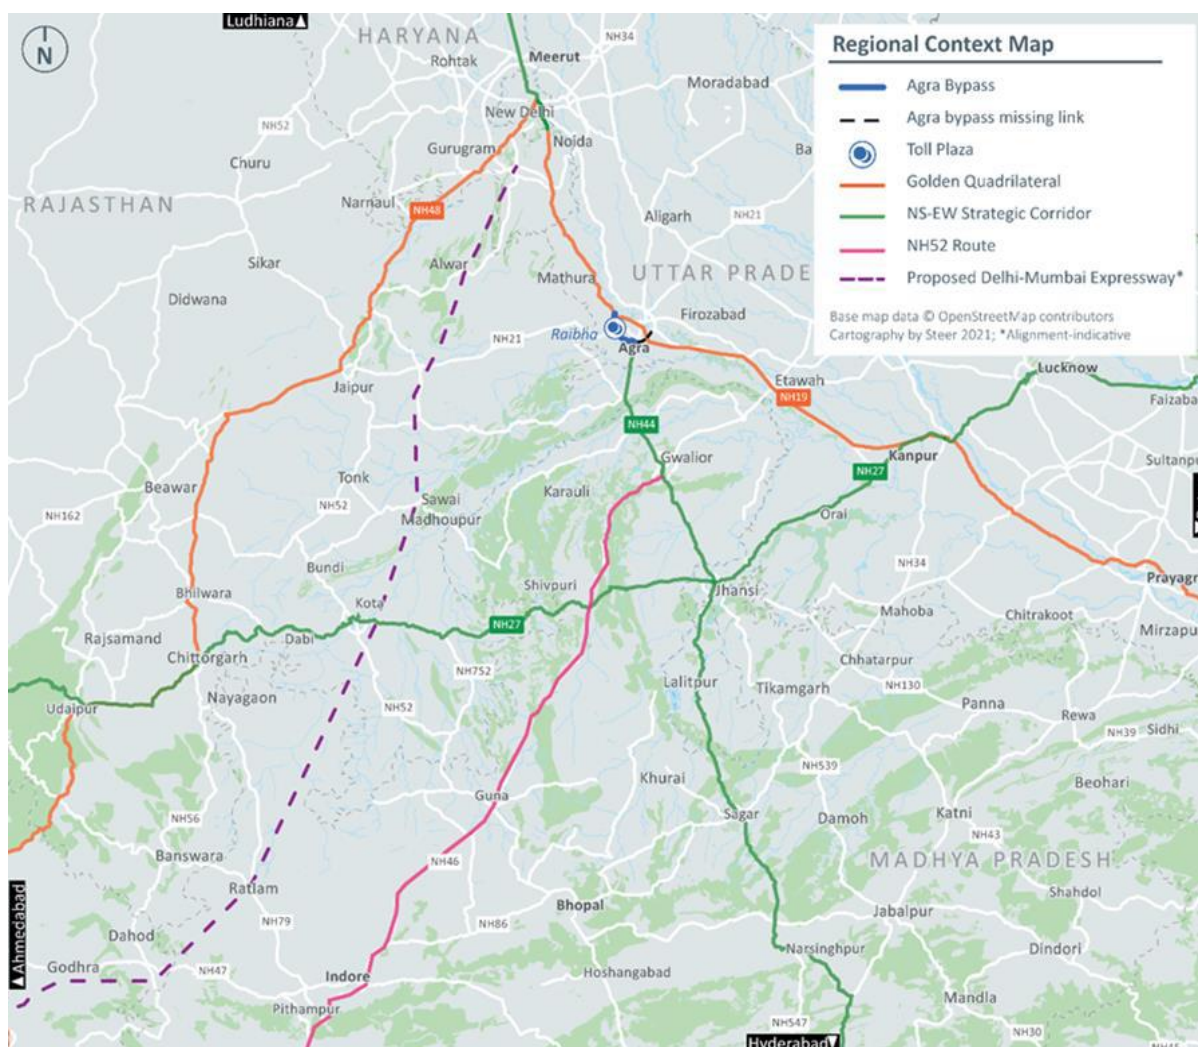 Ludhiana▲
N
HARYANA
NH34
Rohtak
Meerut
Moradabad
New Delhi
NH52
Noida
Ba
Gurugram
Churu
Narnaul
NH48
Aligarh
NH21
RAJASTHAN
Sikar
Alwar
Mathura
UTTAR PRADE
Didwana
Firozabad
Raibha
NH21
Agra
Jaipur
Etawah
NH19
Lucknow
Faizaba
NH44
Gwalior
Kanpur
NH27
Sultanpu
Tonk
Beawar
Sawai
Madhoupur
Karauli
NH52
NH162
Orai
Bundi
NH34
Bhilwara
Kota
Shivpuri
Jhansi
Prayagr
Mahoba
Chitrakoot
Rajsamand
Dabi
NH27
Mirzapu
Chittorgarh
NH752
Chhatarpur
Nayagaon
Lalitpur
Tikamgarh
NH130
Udaipur
NH52
Panna
Rewa
NH39
Sidhi
NH539
Khurai
Beohari
Guna
Sagar
Damoh
Katni
NH56
NH43
Banswara
NH46
MADHYA PRADESH
Ratlam
Shahdol
Bhopal
Jabalpur
NH79
NH86
Dahod
Narsinghpur
Dindori
▲Ahmedabad
Godhra
NH47
Indore
Hoshangabad
Pithampur
Mandla
NH547
NH30
Hyderabad▼
Regional Context Map
Agra Bypass
Agra bypass missing link
Toll Plaza
Golden Quadrilateral
NS-EW Strategic Corridor
NH52 Route
Proposed Delhi-Mumbai Expressway*
Base map data © OpenStreetMap contributors
Cartography by Steer 2021; *Alignment-indicative